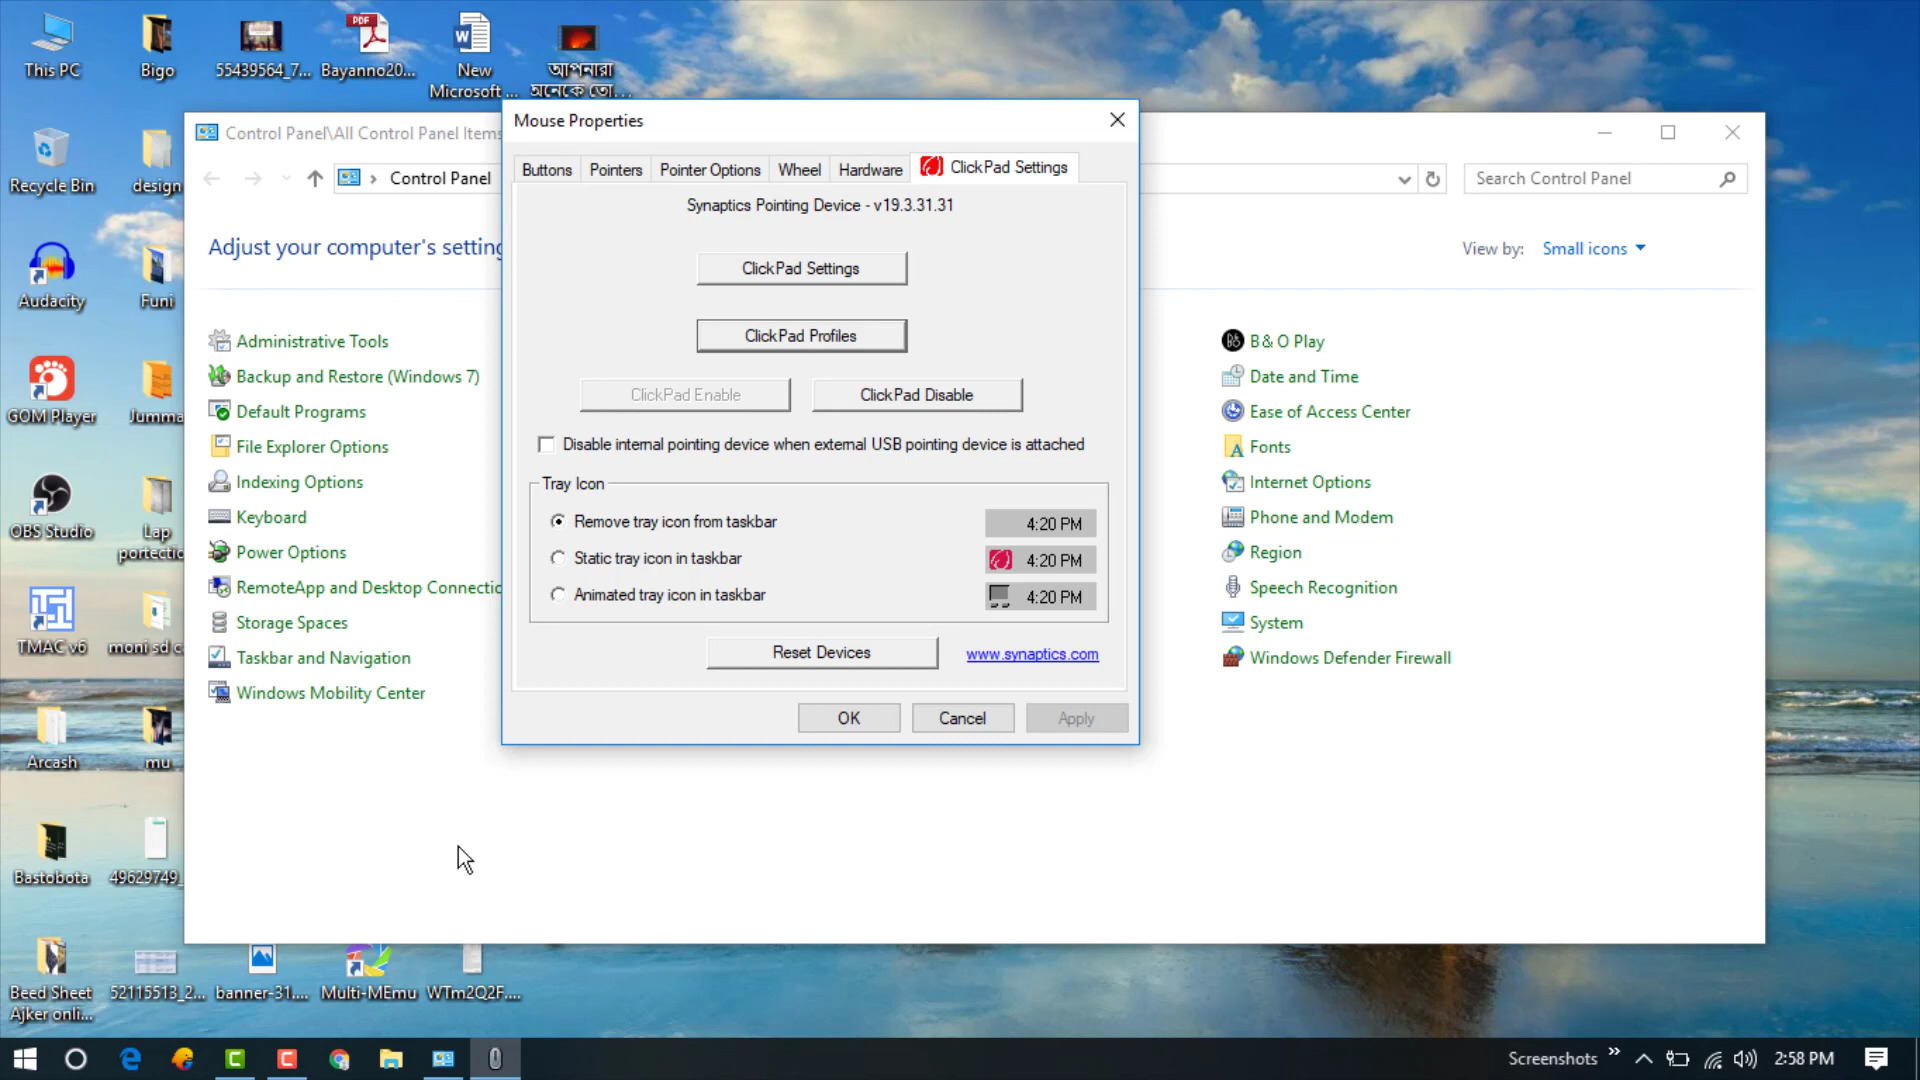 This PC
Bigo
55439564_7...
Bayanno20...
New
Microsoft ...
আপনারা
অনেকে তো...
Recycle Bin
design
Audacity
Funi
GOM Player
Jumma
OBS Studio
Lap
portectio
TMAC v6
moni sd c
Arcash
mu
Bastobota
49629749_
Beed Sheet
Ajker onli...
52115513_2...
banner-31....
Multi-MEmu
WTm2Q2F....
Control Panel\All Control Panel Items
Control Panel
Search Control Panel
Adjust your computer's setting
View by:
Small icons
Administrative Tools
Backup and Restore (Windows 7)
Default Programs
File Explorer Options
Indexing Options
Keyboard
Power Options
RemoteApp and Desktop Connectio
Storage Spaces
Taskbar and Navigation
Windows Mobility Center
B&O Play
Date and Time
Ease of Access Center
Fonts
Internet Options
Phone and Modem
Region
Speech Recognition
System
Windows Defender Firewall
Mouse Properties
Buttons
Pointers
Pointer Options
Wheel
Hardware
ClickPad Settings
Synaptics Pointing Device - v19.3.31.31
ClickPad Settings
ClickPad Profiles
ClickPad Enable
ClickPad Disable
Disable internal pointing device when external USB pointing device is attached
Tray Icon
Remove tray icon from taskbar
4:20 PM
Static tray icon in taskbar
4:20 PM
Animated tray icon in taskbar
4:20 PM
Reset Devices
www.synaptics.com
OK
Cancel
Apply
Screenshots
2:58 PM